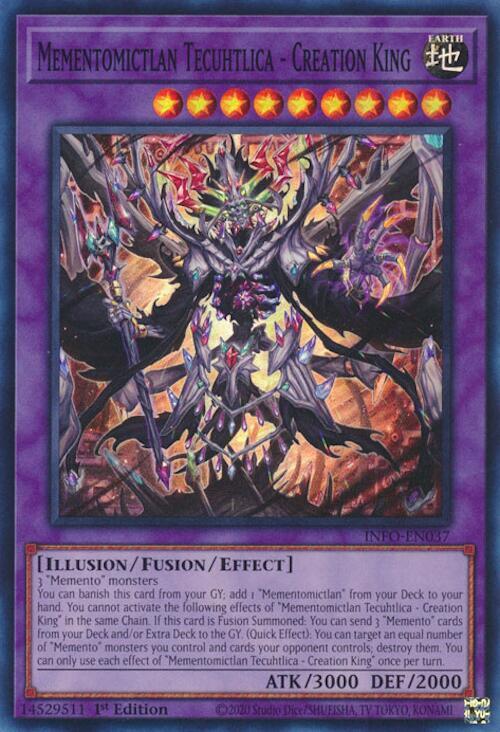 Mementomictlan Tecuhtlica - Creation King
EARTH
地
INFO-EN037
[Illusion/Fusion/Effect]
3 "Memento" monsters
You can banish this card from your GY; add 1 "Mementomictlan" from your Deck to your
hand. You cannot activate the following effects of "Mementomictlan Tecuhtlica - Creation
King" in the same Chain. If this card is Fusion Summoned: You can send 3 "Memento" cards
from your Deck and/or Extra Deck to the GY. (Quick Effect): You can target an equal number
of "Memento" monsters you control and cards your opponent controls; destroy them. You
can only use each effect of "Mementomictlan Tecuhtlica - Creation King" once per turn.
ATK/3000 DEF/2000
14529511 1st Edition
©2020 Studio Dice/SHUEISHA, TV TOKYO, KONAMI